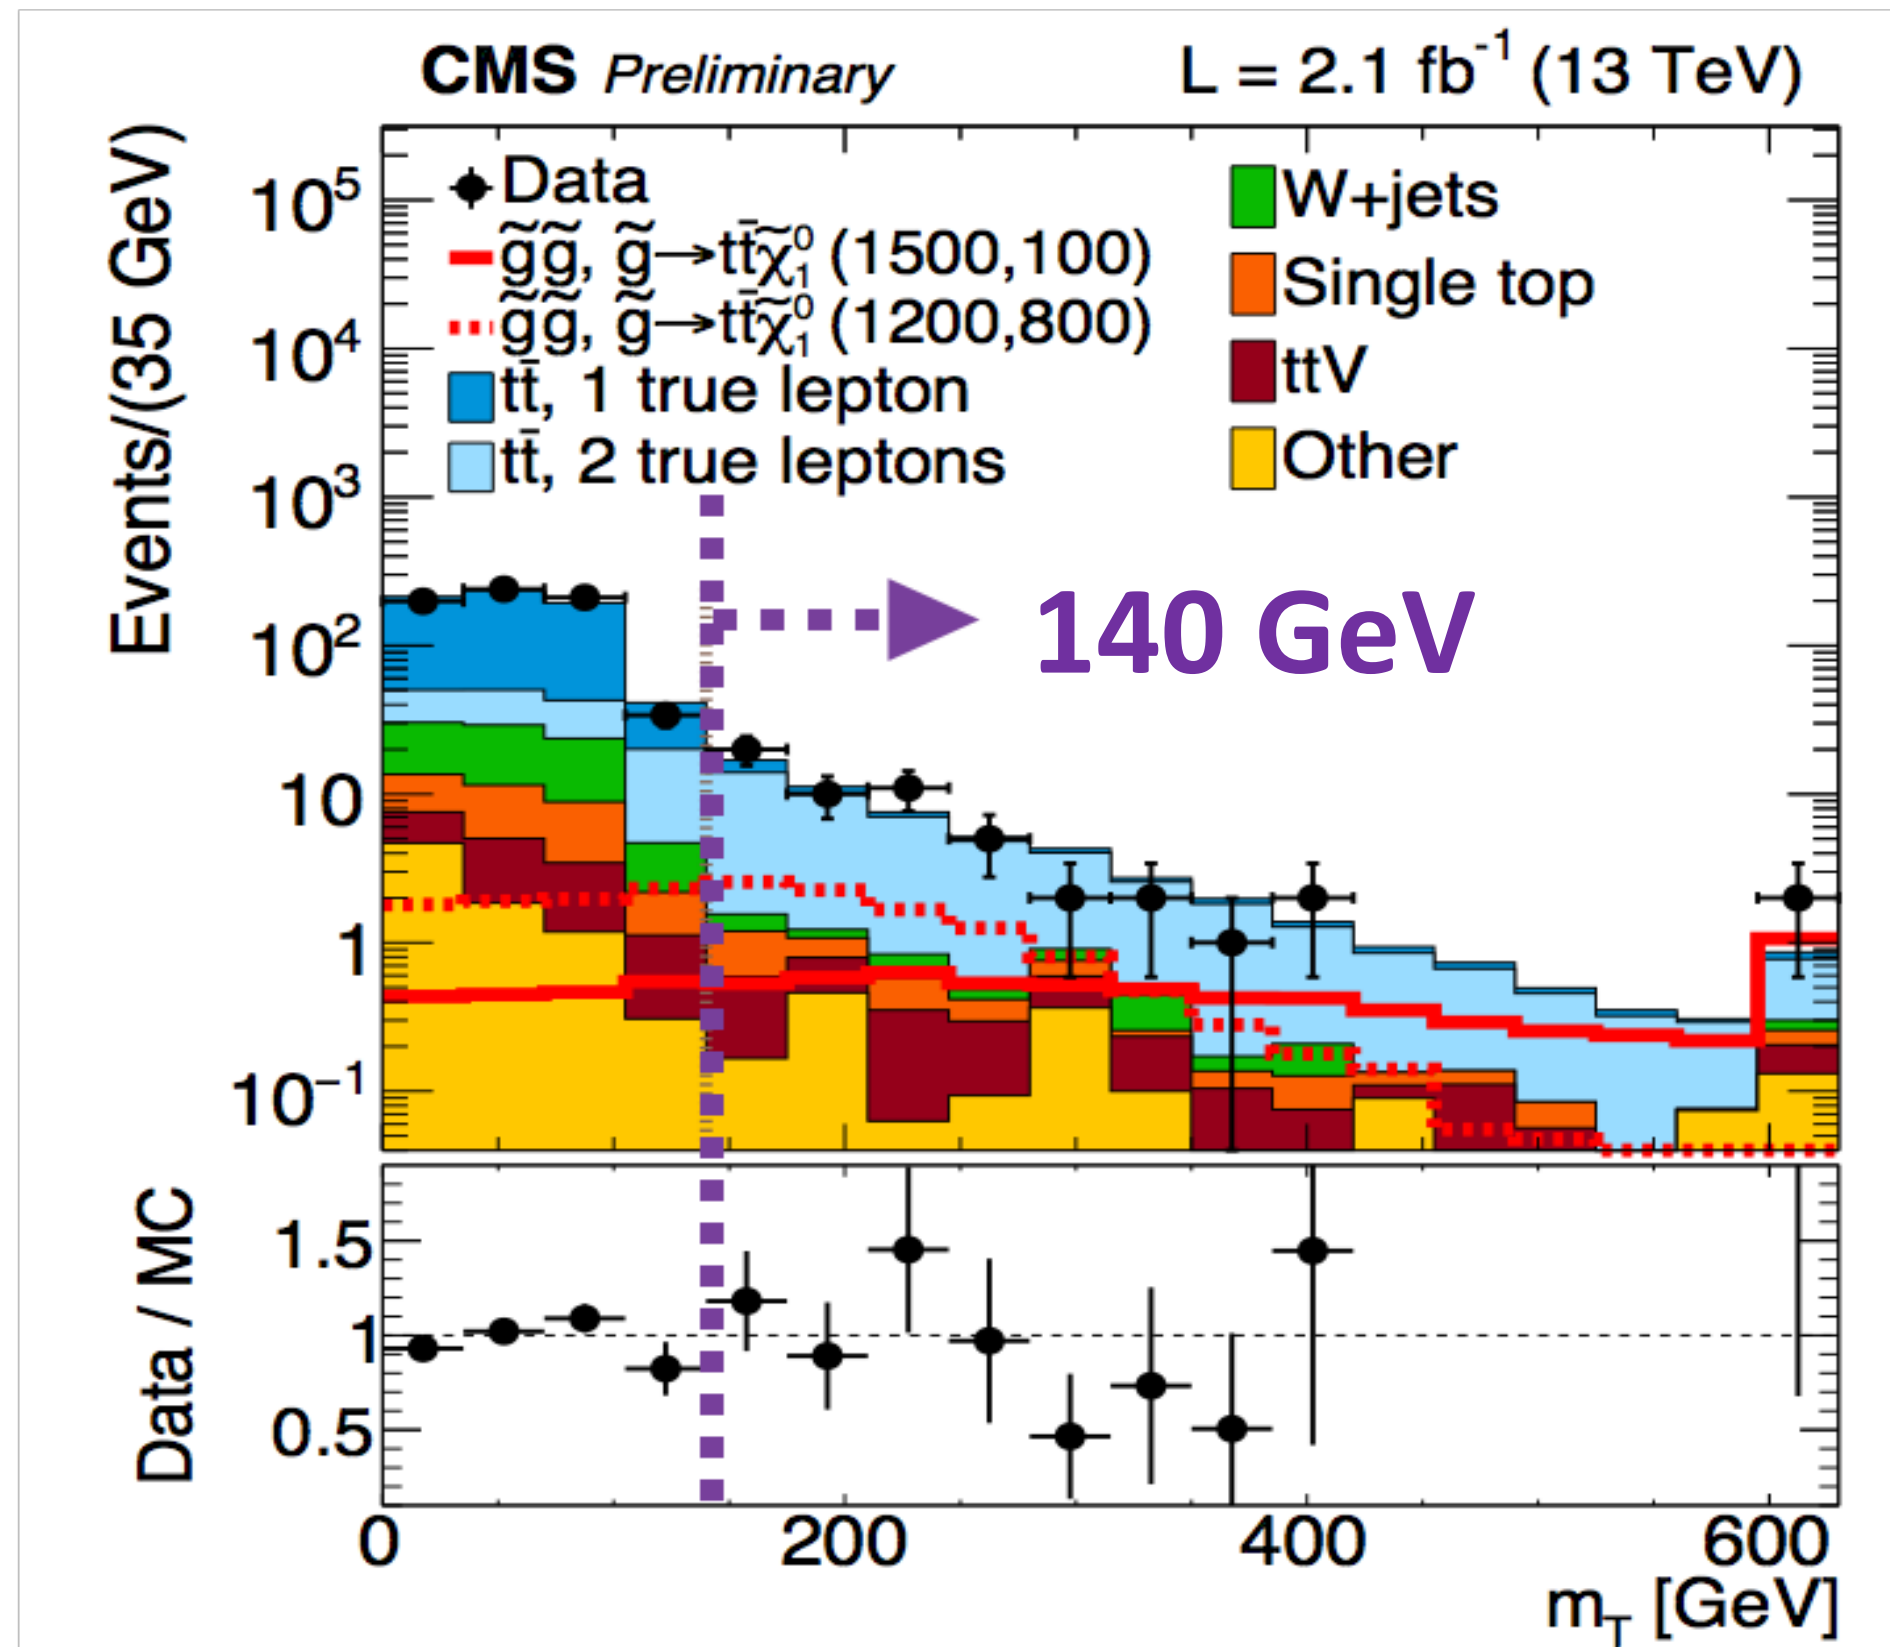 CMS Preliminary L = 2.1 fb⁻¹ (13 TeV)
Events/(35 GeV)
10⁵
10⁴
10³
10²
10
1
10⁻¹
Data
g̃g̃, g̃→tt̄χ̃⁰₁ (1500,100)
g̃g̃, g̃→tt̄χ̃⁰₁ (1200,800)
tt̄, 1 true lepton
tt̄, 2 true leptons
W+jets
Single top
ttV
Other
140 GeV
Data / MC
1.5
1
0.5
0 200 400 600
m_T [GeV]